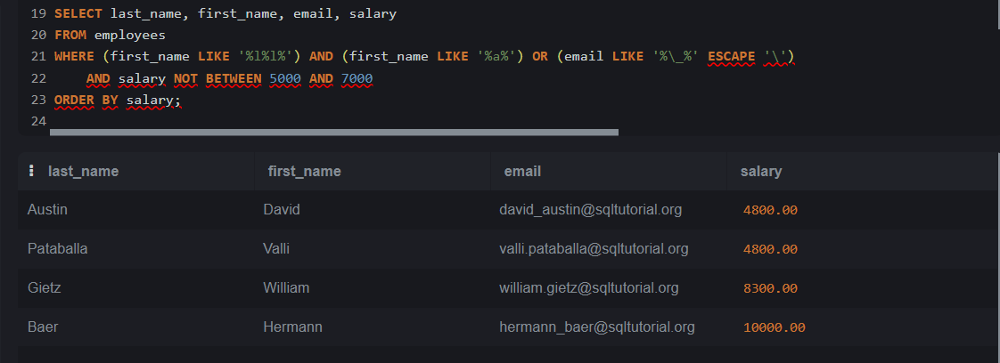 19 SELECT last_name, first_name, email, salary
20 FROM employees
21 WHERE (first_name LIKE '%l%l%') AND (first_name LIKE '%a%') OR (email LIKE '%\_%' ESCAPE '\')
22 AND salary NOT BETWEEN 5000 AND 7000
23 ORDER BY salary;
24
last_name first_name email salary
Austin David david_austin@sqltutorial.org 4800.00
Pataballa Valli valli.pataballa@sqltutorial.org 4800.00
Gietz William william.gietz@sqltutorial.org 8300.00
Baer Hermann hermann_baer@sqltutorial.org 10000.00